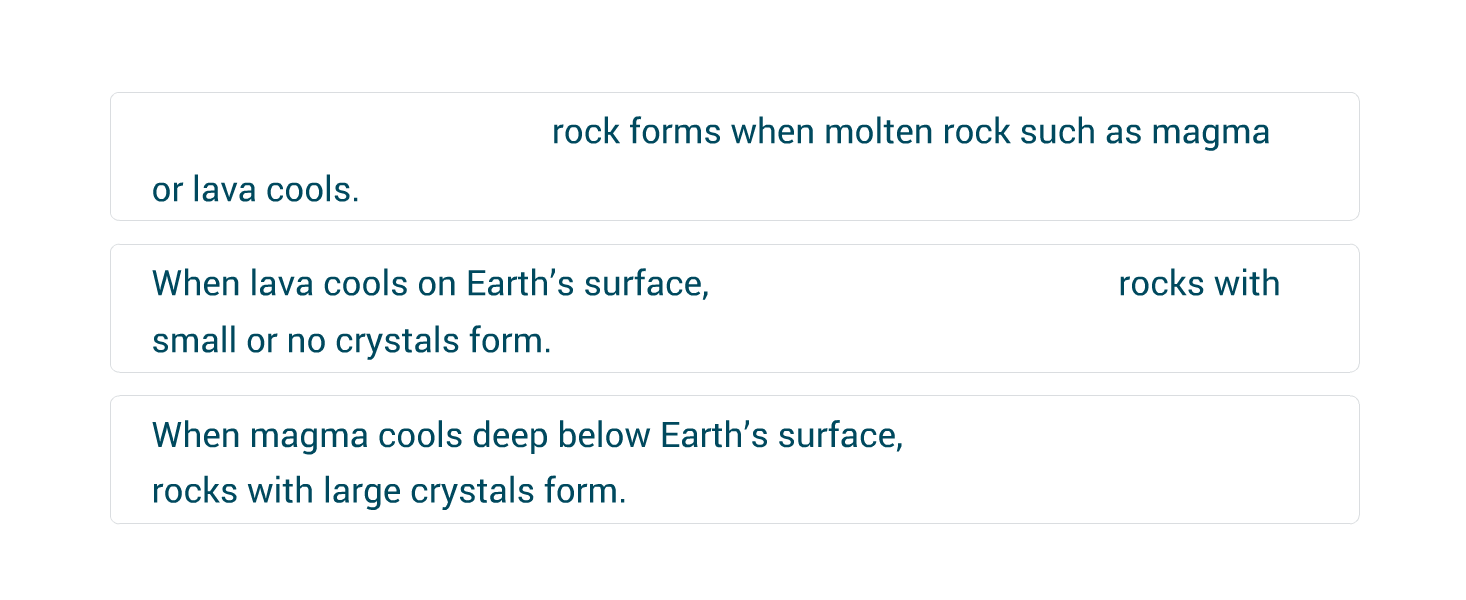 rock forms when molten rock such as magma
or lava cools.
When lava cools on Earth’s surface, rocks with
small or no crystals form.
When magma cools deep below Earth’s surface,
rocks with large crystals form.